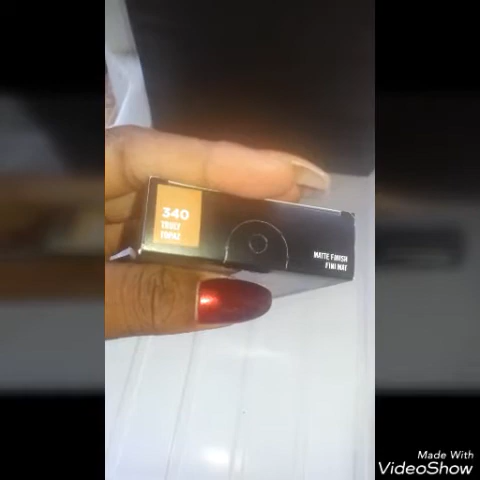 340
TRULY
TOPAZ
MATTE FINISH
FINI MAT
Made With
VideoShow